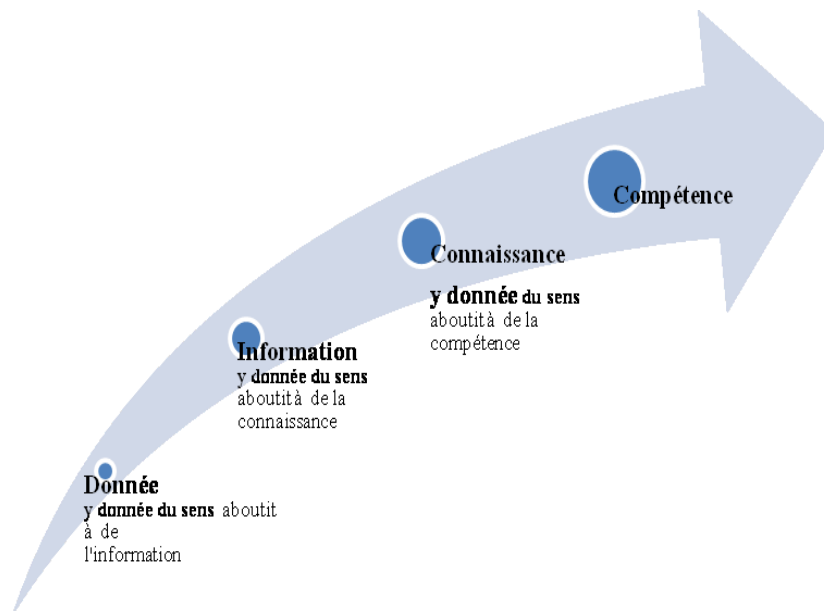 Compétence
Connaissance
y donnée du sens
aboutit à de la
compétence
Information
y donnée du sens
aboutit à de la
connaissance
Donnée
y donnée du sens aboutit
à de
l'information